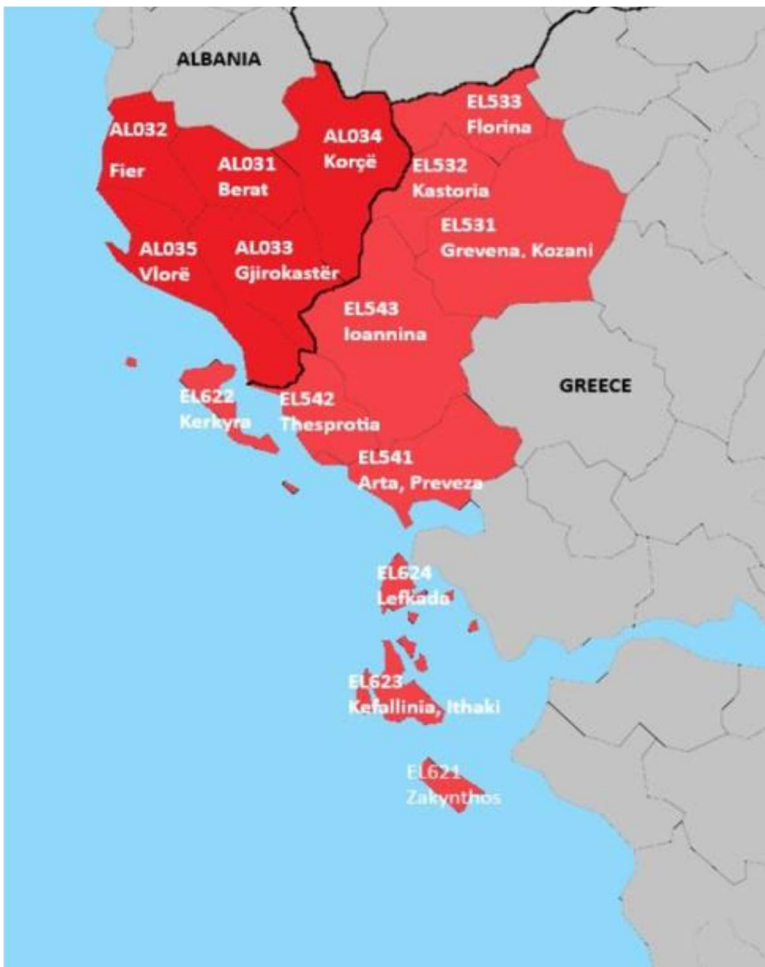 ALBANIA
EL533
Florina
AL032
Fier
AL034
Korçë
AL031
Berat
EL532
Kastoria
EL531
Grevena, Kozani
AL035
Vlorë
AL033
Gjirokastër
EL543
Ioannina
GREECE
EL622
Kerkyra
EL542
Thesprotia
EL541
Arta, Preveza
EL624
Lefkada
EL623
Kefallinia, Ithaki
EL621
Zakynthos